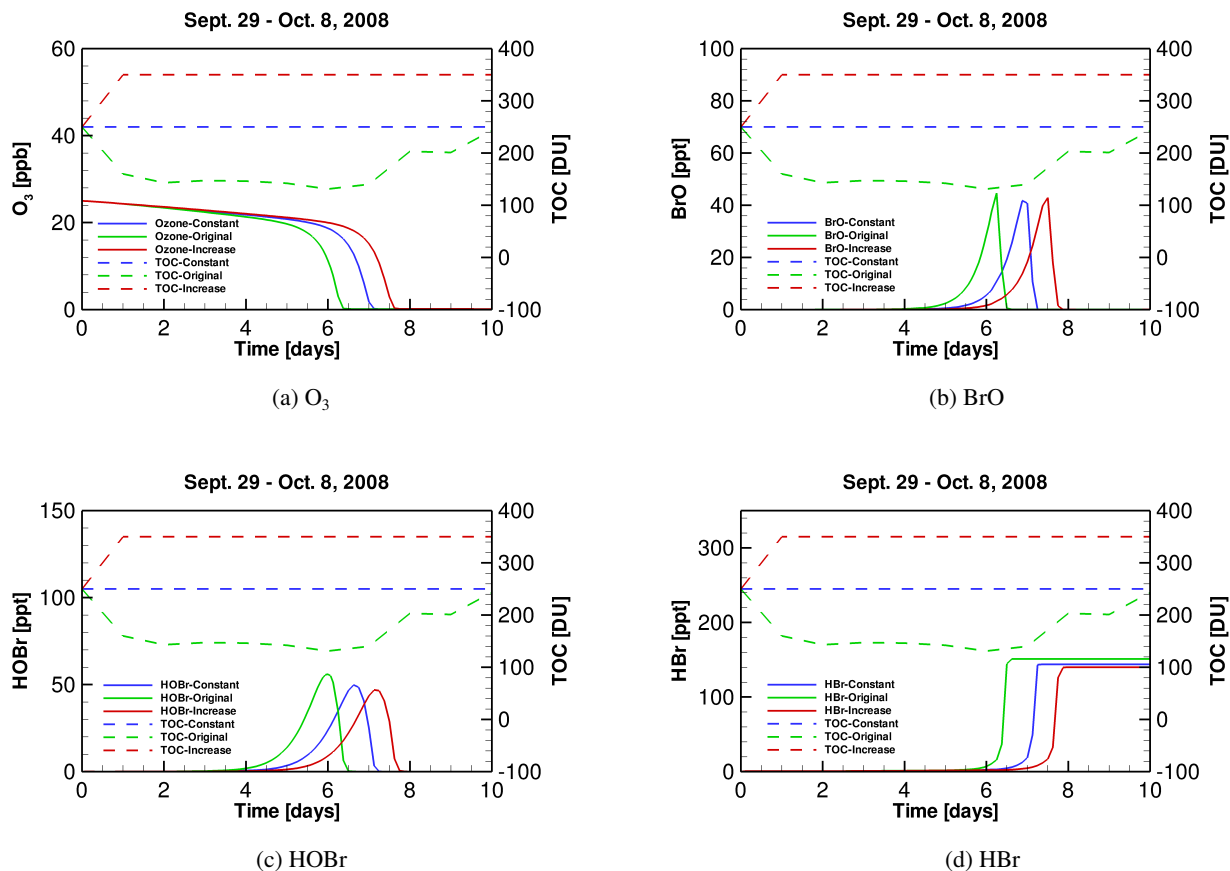 Sept. 29 - Oct. 8, 2008
60
40
20
0
O3 [ppb]
400
300
200
100
0
-100
TOC [DU]
Ozone-Constant
Ozone-Original
Ozone-Increase
TOC-Constant
TOC-Original
TOC-Increase
0 2 4 6 8 10
Time [days]
(a) O3
Sept. 29 - Oct. 8, 2008
100
80
60
40
20
0
BrO [ppt]
400
300
200
100
0
-100
TOC [DU]
BrO-Constant
BrO-Original
BrO-Increase
TOC-Constant
TOC-Original
TOC-Increase
0 2 4 6 8 10
Time [days]
(b) BrO
Sept. 29 - Oct. 8, 2008
150
100
50
0
HOBr [ppt]
400
300
200
100
0
-100
TOC [DU]
HOBr-Constant
HOBr-Original
HOBr-Increase
TOC-Constant
TOC-Original
TOC-Increase
0 2 4 6 8 10
Time [days]
(c) HOBr
Sept. 29 - Oct. 8, 2008
300
240
180
120
60
0
HBr [ppt]
400
300
200
100
0
-100
TOC [DU]
HBr-Constant
HBr-Original
HBr-Increase
TOC-Constant
TOC-Original
TOC-Increase
0 2 4 6 8 10
Time [days]
(d) HBr